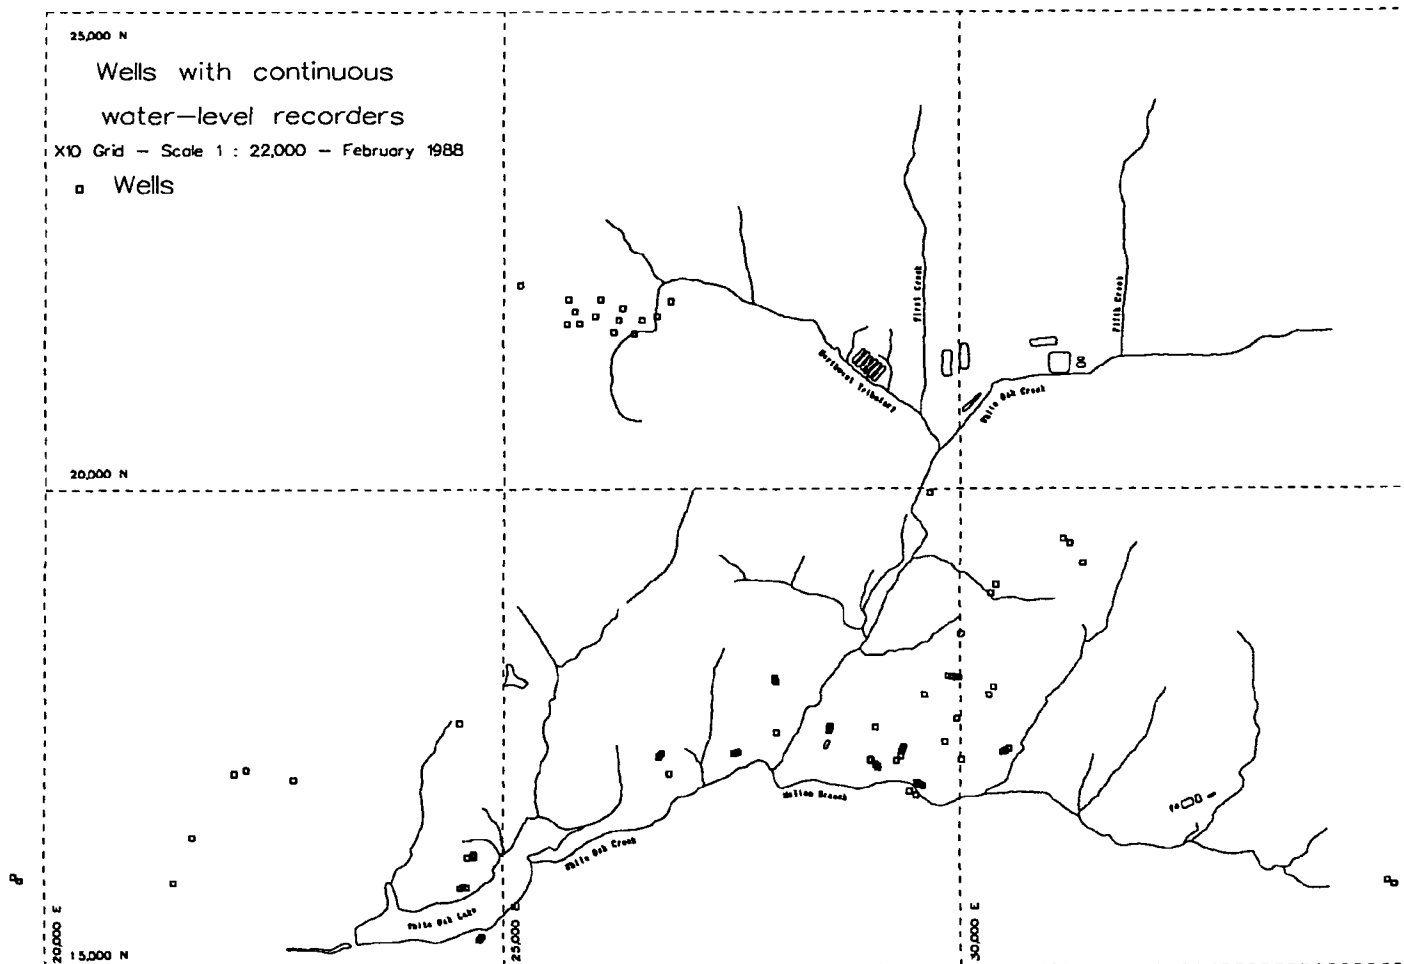 25,000 N
Wells with continuous
water-level recorders
X10 Grid - Scale 1 : 22,000 - February 1988
Wells
First Creek
Fifth Creek
Northwest Tributary
White Oak Creek
20,000 N
Melton Branch
White Oak Creek
White Oak Lake
20,000 E
15,000 N
25,000 E
30,000 E